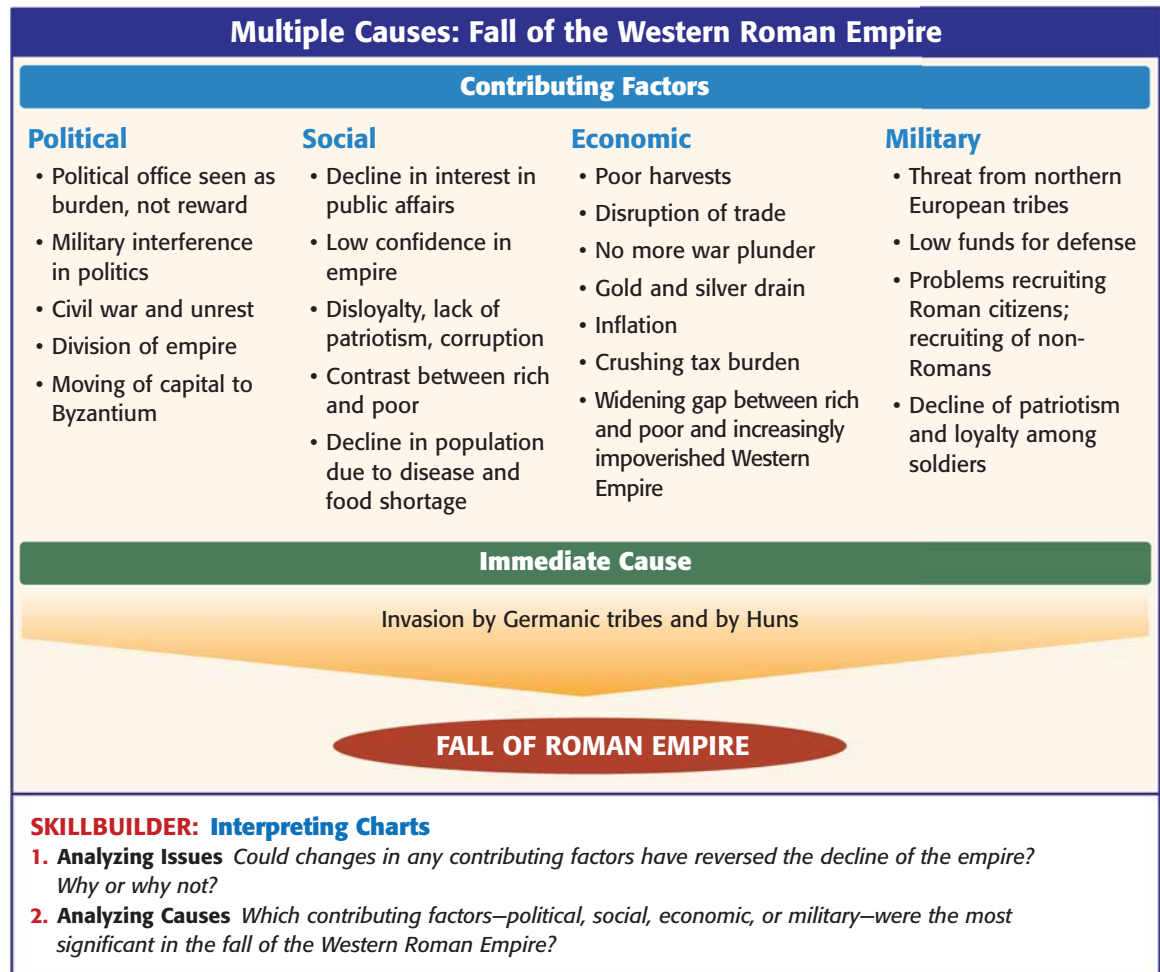 Multiple Causes: Fall of the Western Roman Empire
Contributing Factors
Political
• Political office seen as
burden, not reward
• Military interference
in politics
• Civil war and unrest
• Division of empire
• Moving of capital to
Byzantium
Social
• Decline in interest in
public affairs
• Low confidence in
empire
• Disloyalty, lack of
patriotism, corruption
• Contrast between rich
and poor
• Decline in population
due to disease and
food shortage
Economic
• Poor harvests
• Disruption of trade
• No more war plunder
• Gold and silver drain
• Inflation
• Crushing tax burden
• Widening gap between rich
and poor and increasingly
impoverished Western
Empire
Military
• Threat from northern
European tribes
• Low funds for defense
• Problems recruiting
Roman citizens;
recruiting of non-
Romans
• Decline of patriotism
and loyalty among
soldiers
Immediate Cause
Invasion by Germanic tribes and by Huns
FALL OF ROMAN EMPIRE
SKILLBUILDER: Interpreting Charts
1. Analyzing Issues Could changes in any contributing factors have reversed the decline of the empire?
Why or why not?
2. Analyzing Causes Which contributing factors—political, social, economic, or military—were the most
significant in the fall of the Western Roman Empire?